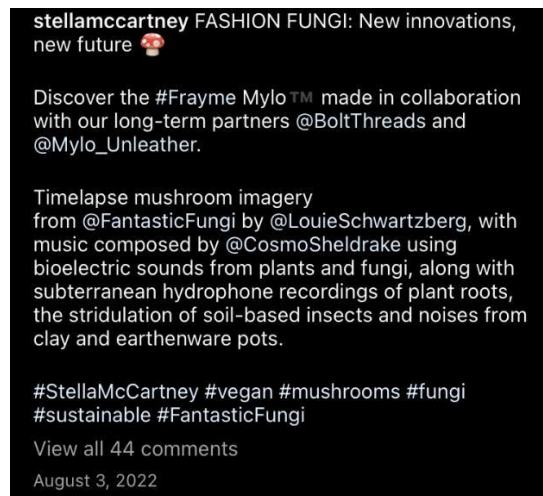 stellamccartney FASHION FUNGI: New innovations,
new future 🍄
Discover the #Frayme Mylo™️ made in collaboration
with our long-term partners @BoltThreads and
@Mylo_Unleather.
Timelapse mushroom imagery
from @FantasticFungi by @LouieSchwartzberg, with
music composed by @CosmoSheldrake using
bioelectric sounds from plants and fungi, along with
subterranean hydrophone recordings of plant roots,
the stridulation of soil-based insects and noises from
clay and earthenware pots.
#StellaMcCartney #vegan #mushrooms #fungi
#sustainable #FantasticFungi
View all 44 comments
August 3, 2022